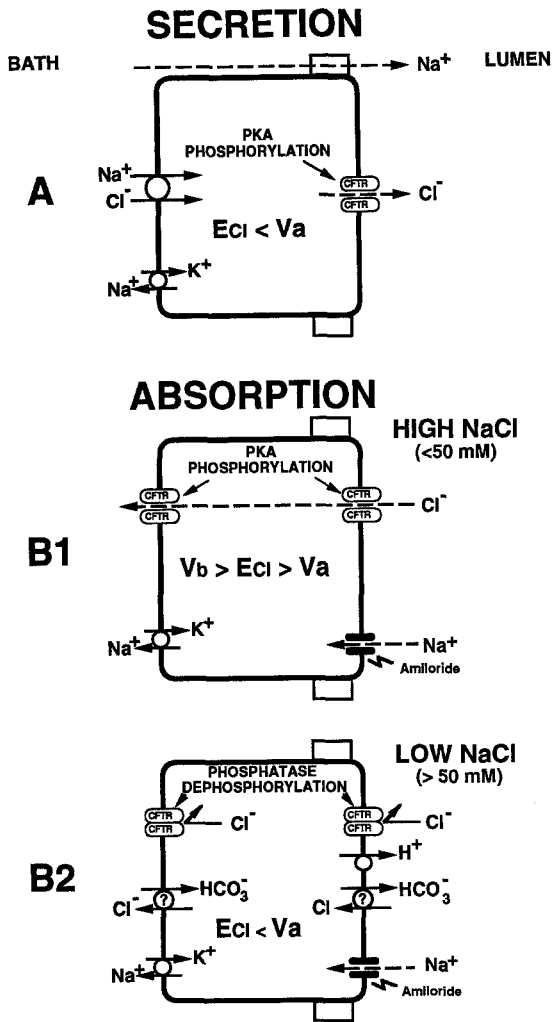 SECRETION
BATH
Na⁺
LUMEN
PKA
PHOSPHORYLATION
A
Na⁺
Cl⁻
CFTR
CFTR
Cl⁻
ECl < Va
K⁺
Na⁺
ABSORPTION
HIGH NaCl
(<50 mM)
PKA
PHOSPHORYLATION
CFTR
CFTR
CFTR
CFTR
Cl⁻
B1
Vb > ECl > Va
K⁺
Na⁺
Na⁺
Amiloride
LOW NaCl
(> 50 mM)
PHOSPHATASE
DEPHOSPHORYLATION
CFTR
CFTR
Cl⁻
CFTR
CFTR
Cl⁻
H⁺
B2
HCO₃⁻
?
Cl⁻
HCO₃⁻
?
Cl
ECl < Va
K⁺
Na⁺
Na⁺
Amiloride